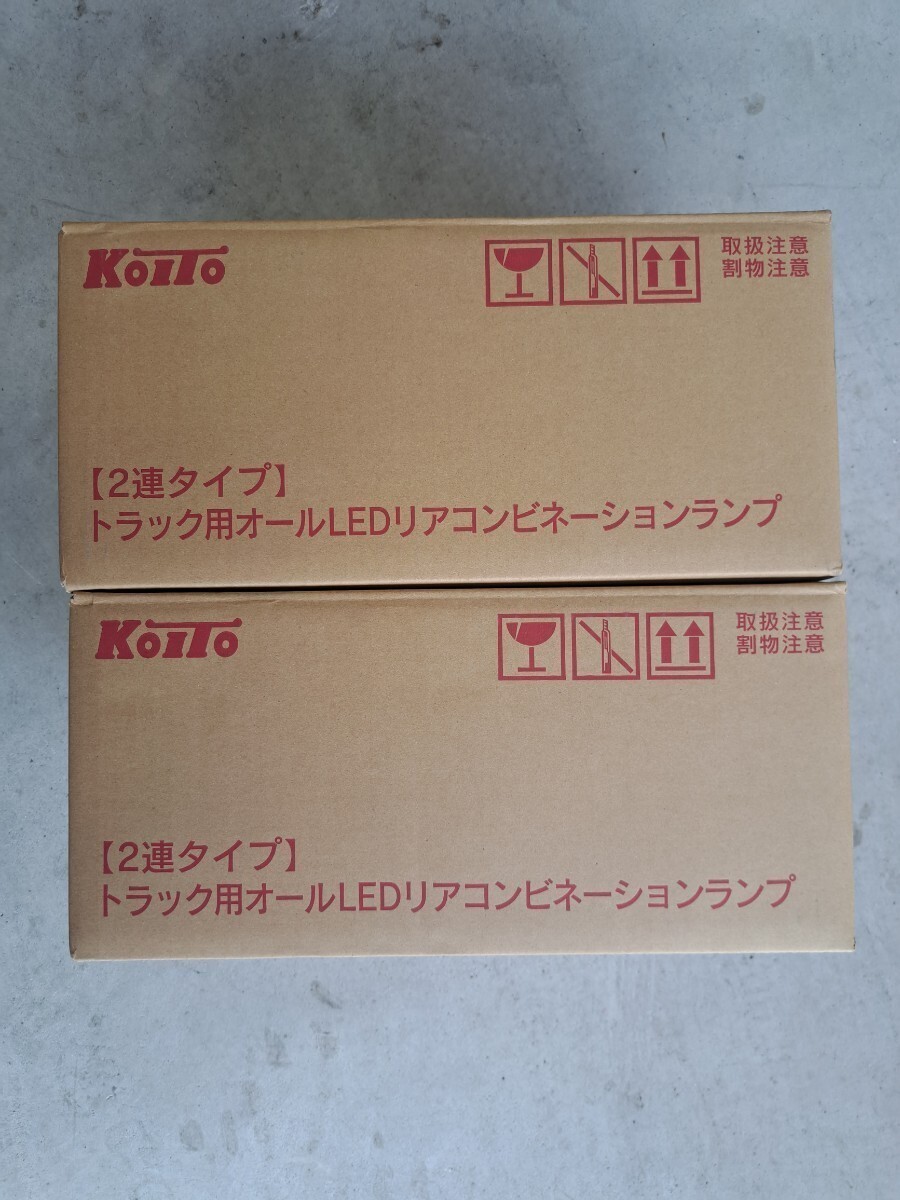 KoiTo
取扱注意
割物注意
【2連タイプ】
トラック用オールLEDリアコンビネーションランプ
KoiTo
取扱注意
割物注意
【2連タイプ】
トラック用オールLEDリアコンビネーションランプ